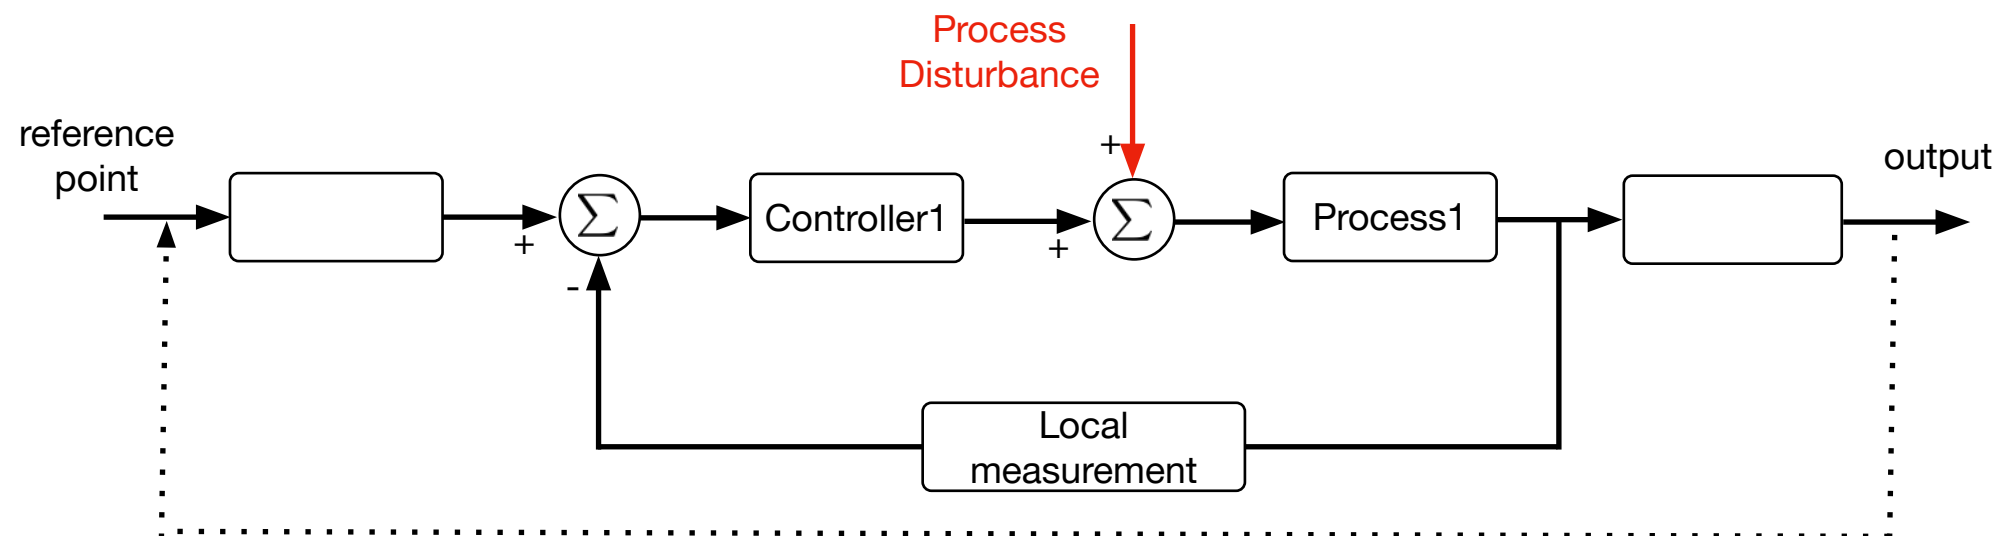 Process
Disturbance
reference
point
output
+
Σ
Controller1
Σ
Process1
+
+
-
Local
measurement